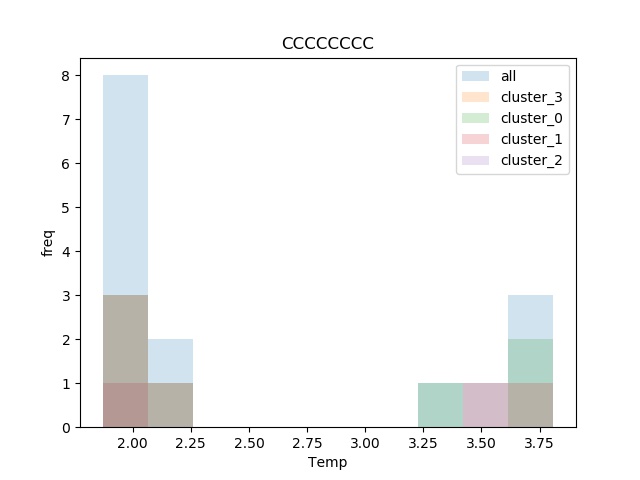 CCCCCCCC
all
cluster_3
cluster_0
cluster_1
cluster_2
freq
8
7
6
5
4
3
2
1
0
2.00 2.25 2.50 2.75 3.00 3.25 3.50 3.75
Temp